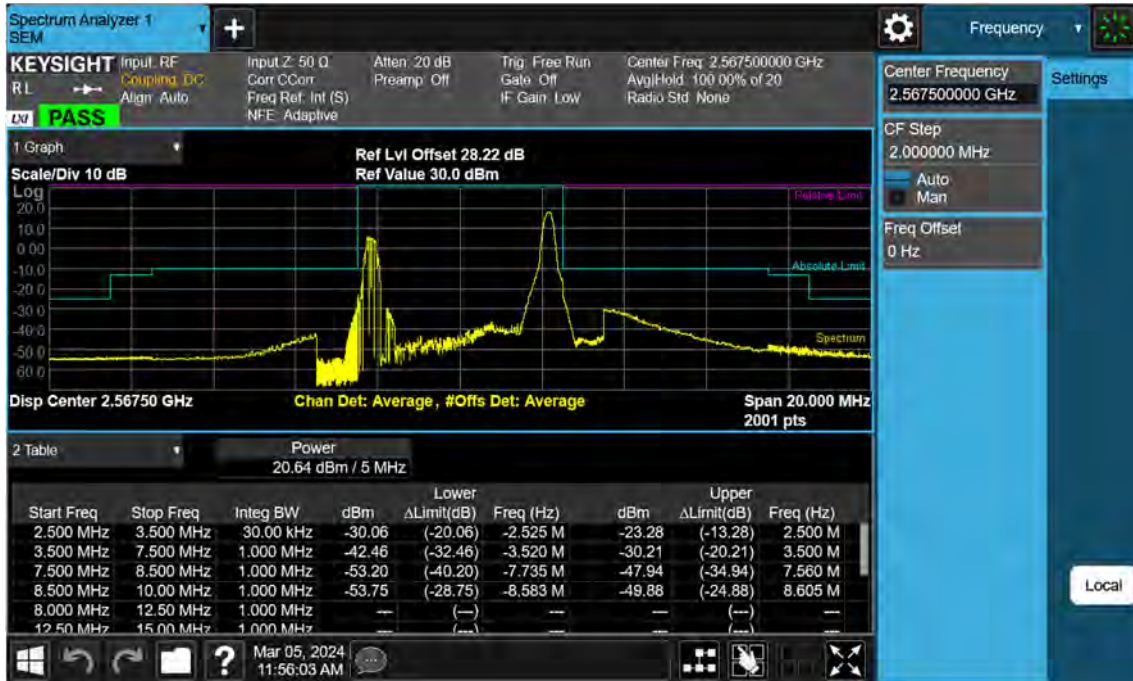 Spectrum Analyzer 1
SEM
+
Frequency
KEYSIGHT
RL
LXI
PASS
Input: RF
Coupling: DC
Align: Auto
Input Z: 50 Ω
Corr CCorr
Freq Ref: Int (S)
NFE: Adaptive
Atten: 20 dB
Preamp: Off
Trig: Free Run
Gate: Off
IF Gain: Low
Center Freq: 2.567500000 GHz
Avg|Hold: 100.00% of 20
Radio Std: None
Center Frequency
2.567500000 GHz
Settings
CF Step
2.000000 MHz
Auto
Man
Freq Offset
0 Hz
1 Graph
Scale/Div 10 dB
Ref Lvl Offset 28.22 dB
Ref Value 30.0 dBm
Log
20.0
10.0
0.00
-10.0
-20.0
-30.0
-40.0
-50.0
-60.0
Relative Limit
Absolute Limit
Spectrum
Disp Center 2.56750 GHz
Chan Det: Average, #Offs Det: Average
Span 20.000 MHz
2001 pts
2 Table
Power
20.64 dBm / 5 MHz
Lower Upper
Start Freq Stop Freq Integ BW dBm ΔLimit(dB) Freq (Hz) dBm ΔLimit(dB) Freq (Hz)
2.500 MHz 3.500 MHz 30.00 kHz -30.06 (-20.06) -2.525 M -23.28 (-13.28) 2.500 M
3.500 MHz 7.500 MHz 1.000 MHz -42.46 (-32.46) -3.520 M -30.21 (-20.21) 3.500 M
7.500 MHz 8.500 MHz 1.000 MHz -53.20 (-40.20) -7.735 M -47.94 (-34.94) 7.560 M
8.500 MHz 10.00 MHz 1.000 MHz -53.75 (-28.75) -8.583 M -49.88 (-24.88) 8.605 M
8.000 MHz 12.50 MHz 1.000 MHz --- (---) --- --- (---) ---
12.50 MHz 15.00 MHz 1.000 MHz --- (---) --- --- (---) ---
Local
?
Mar 05, 2024
11:56:03 AM